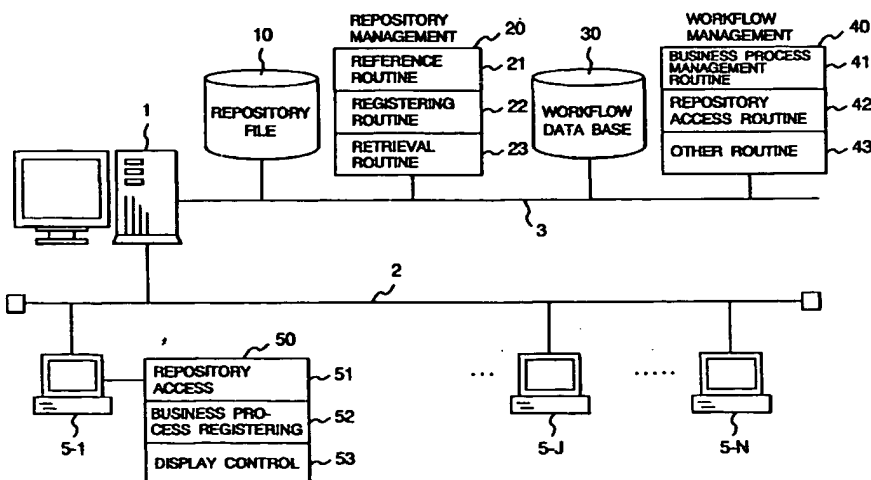 REPOSITORY
MANAGEMENT
WORKFLOW
MANAGEMENT
10
20
30
40
REFERENCE
ROUTINE
21
REGISTERING
ROUTINE
22
RETRIEVAL
ROUTINE
23
BUSINESS PROCESS
MANAGEMENT
ROUTINE
41
REPOSITORY
ACCESS ROUTINE
42
OTHER ROUTINE
43
REPOSITORY
FILE
WORKFLOW
DATA BASE
1
3
2
50
REPOSITORY
ACCESS
51
BUSINESS PRO-
CESS REGISTERING
52
DISPLAY CONTROL
53
5-1
....
5-J
.....
5-N